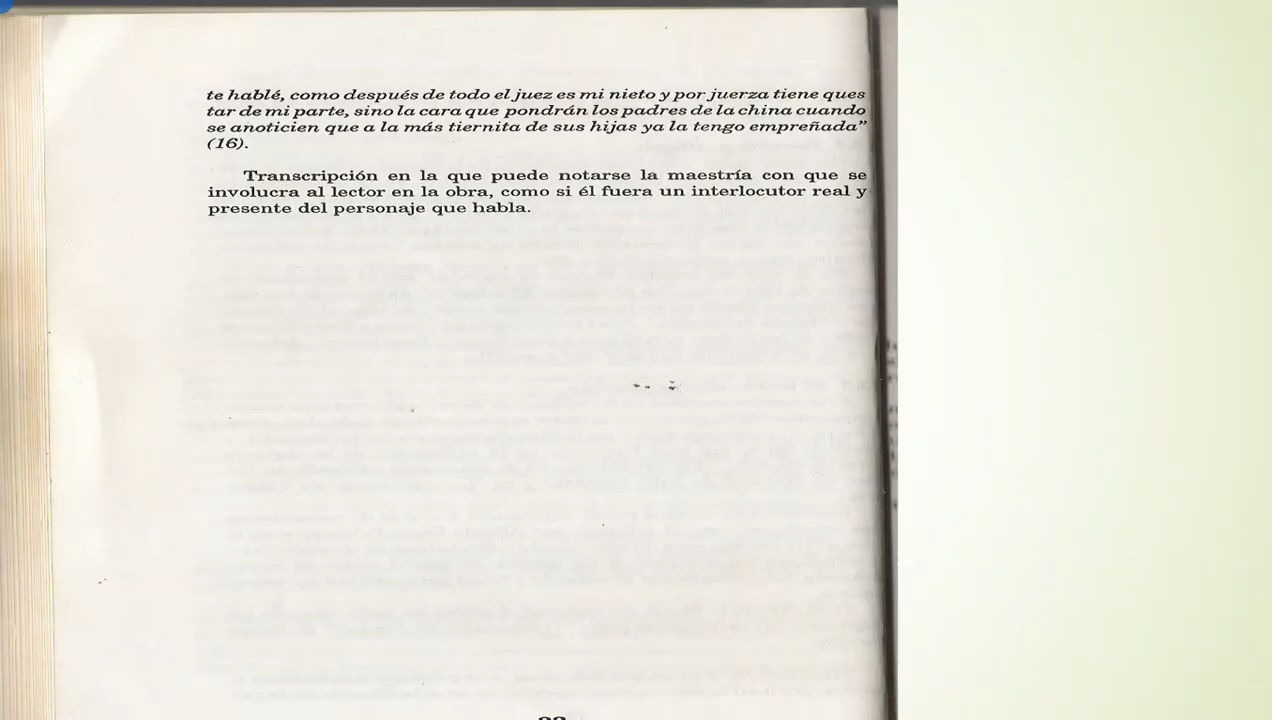 te hablé, como después de todo el juez es mi nieto y por juerza tiene ques
tar de mi parte, sino la cara que pondrán los padres de la china cuando
se anoticien que a la más tiernita de sus hijas ya la tengo empreñada”
(16).
Transcripción en la que puede notarse la maestría con que se
involucra al lector en la obra, como si él fuera un interlocutor real y
presente del personaje que habla.